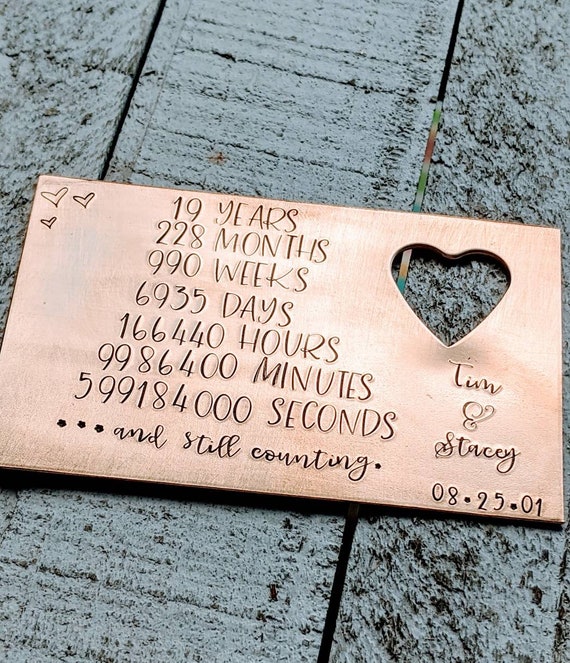 19 YEARS
228 MONTHS
990 WEEKS
6935 DAYS
166440 HOURS
9986400 MINUTES
599184000 SECONDS
...and still counting.
Tim
&
Stacey
08.25.01